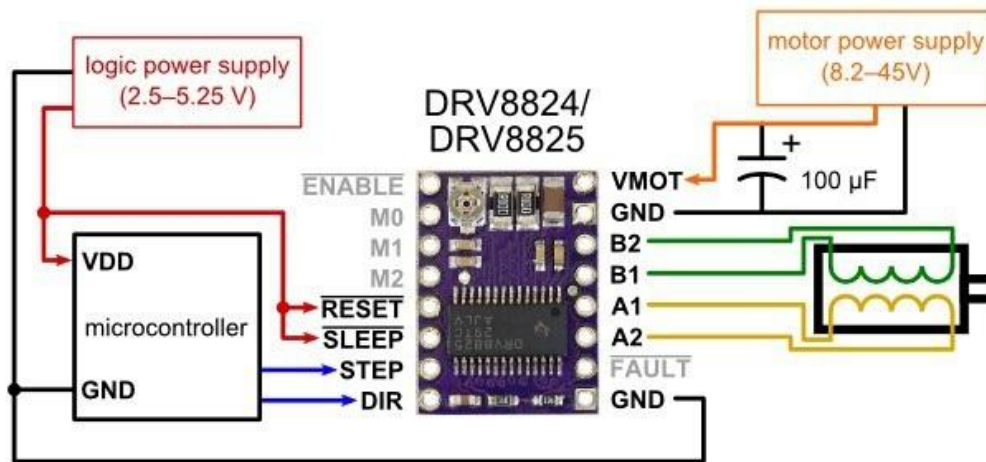 logic power supply
(2.5–5.25 V)
motor power supply
(8.2–45V)
DRV8824/
DRV8825
+
100 µF
ENABLE
M0
M1
M2
RESET
SLEEP
STEP
DIR
VMOT
GND
B2
B1
A1
A2
FAULT
GND
VDD
microcontroller
GND
DRV8825